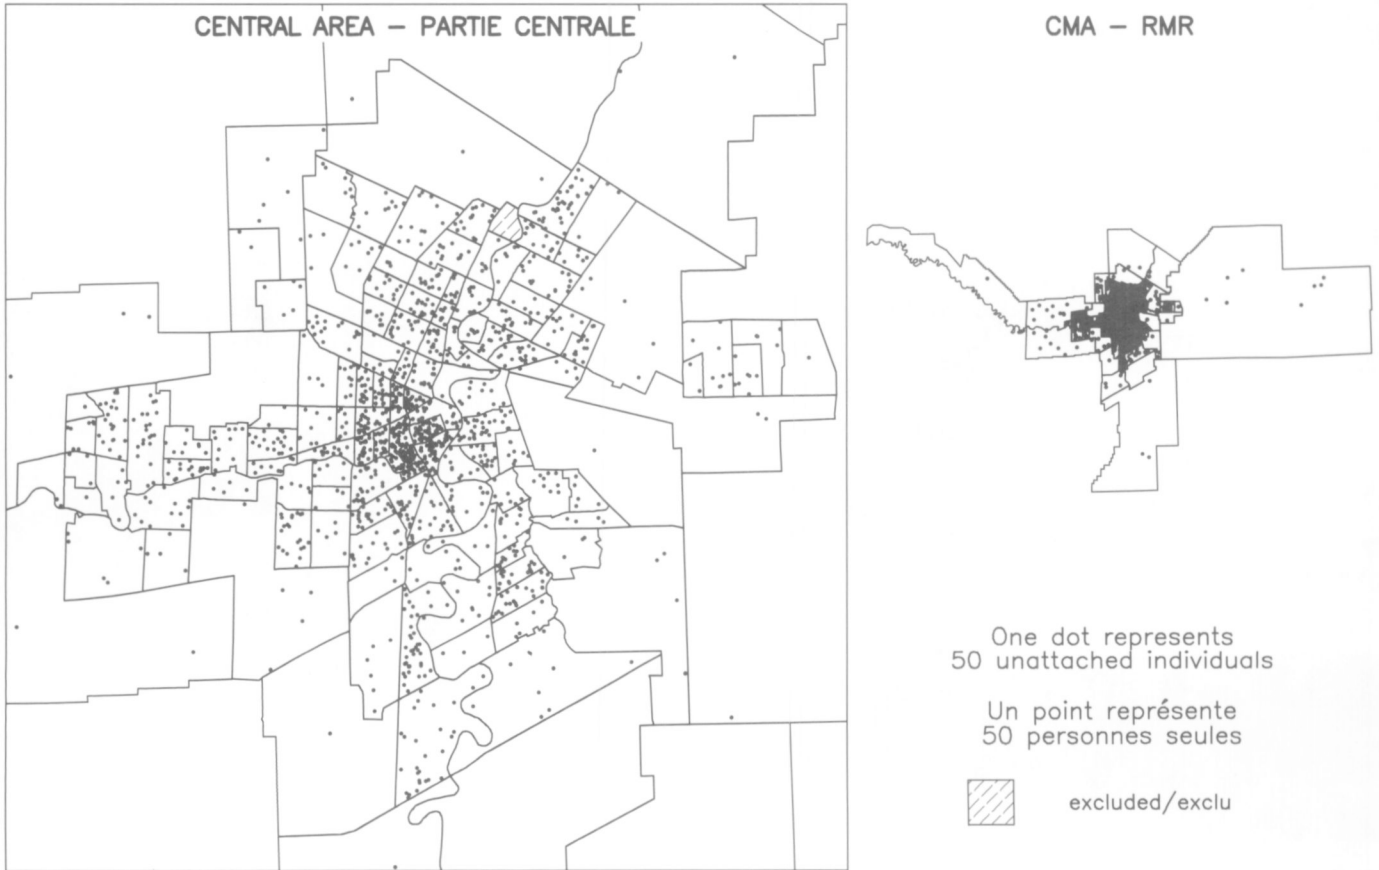 CENTRAL AREA – PARTIE CENTRALE
CMA – RMR
One dot represents
50 unattached individuals
Un point représente
50 personnes seules
excluded/exclu